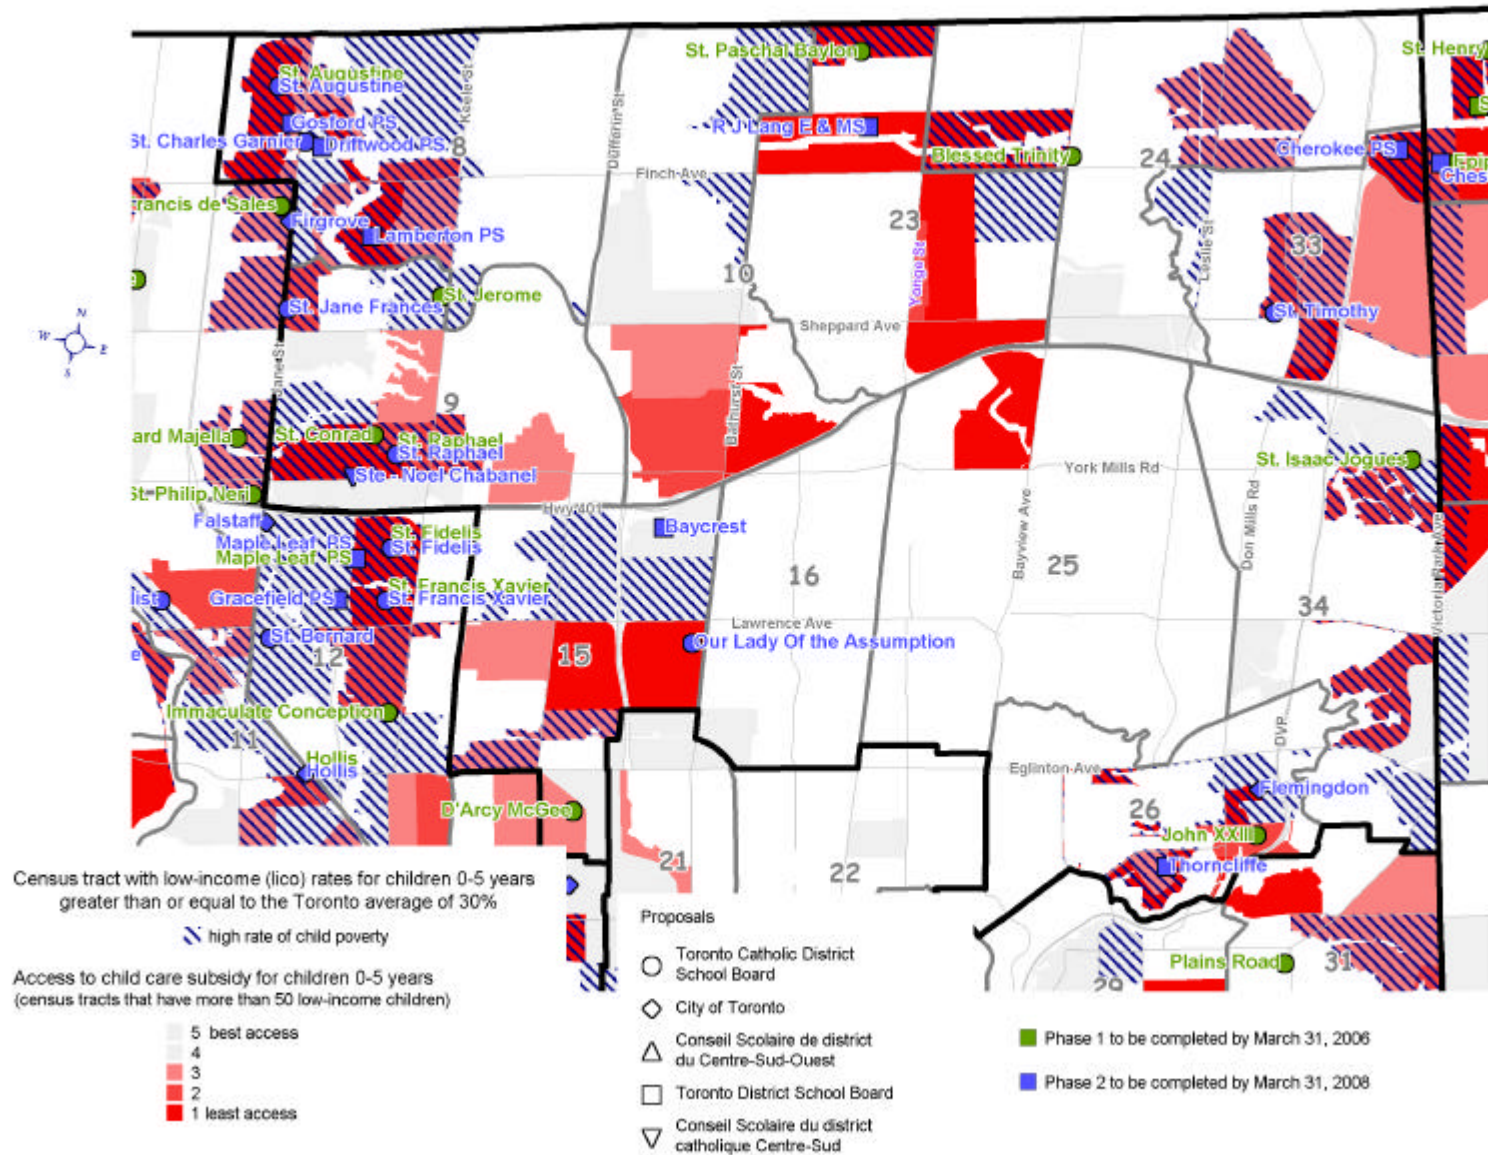 St. Paschal Baylon
St. Henry
St. Augustine
St. Augustine
Keele St
Dufferin St
Gosford PS
R J Lang E & MS
St. Charles Garnier
Driftwood PS
8
Blessed Trinity
24
Cherokee PS
Epip
Ches
Finch Ave
Francis de Sales
Firgrove
Lamberton PS
23
Leslie St
33
10
Yonge St
St. Jerome
St. Jane Frances
St. Timothy
Sheppard Ave
N
W
E
S
Jane St
Bathurst St
9
ard Majella
St. Conrad
St. Raphael
St. Raphael
St. Isaac Jogues
York Mills Rd
Ste - Noel Chabanel
St. Philip Neri
Hwy 401
Bayview Ave
Don Mills Rd
Victoria Park Ave
Falstaff
St. Fidelis
St. Fidelis
Baycrest
Maple Leaf PS
Maple Leaf PS
16
25
St. Francis Xavier
St. Francis Xavier
list
Gracefield PS
34
Lawrence Ave
St. Bernard
Our Lady Of the Assumption
e
12
15
Immaculate Conception
11
DVP
Hollis
Hollis
Eglinton Ave
Flemingdon
D'Arcy McGee
26
John XXIII
21
22
Thorncliffe
Plains Road
31
29
Census tract with low-income (lico) rates for children 0-5 years
greater than or equal to the Toronto average of 30%
high rate of child poverty
Access to child care subsidy for children 0-5 years
(census tracts that have more than 50 low-income children)
5 best access
4
3
2
1 least access
Proposals
Toronto Catholic District
School Board
City of Toronto
Conseil Scolaire de district
du Centre-Sud-Ouest
Toronto District School Board
Conseil Scolaire du district
catholique Centre-Sud
Phase 1 to be completed by March 31, 2006
Phase 2 to be completed by March 31, 2008